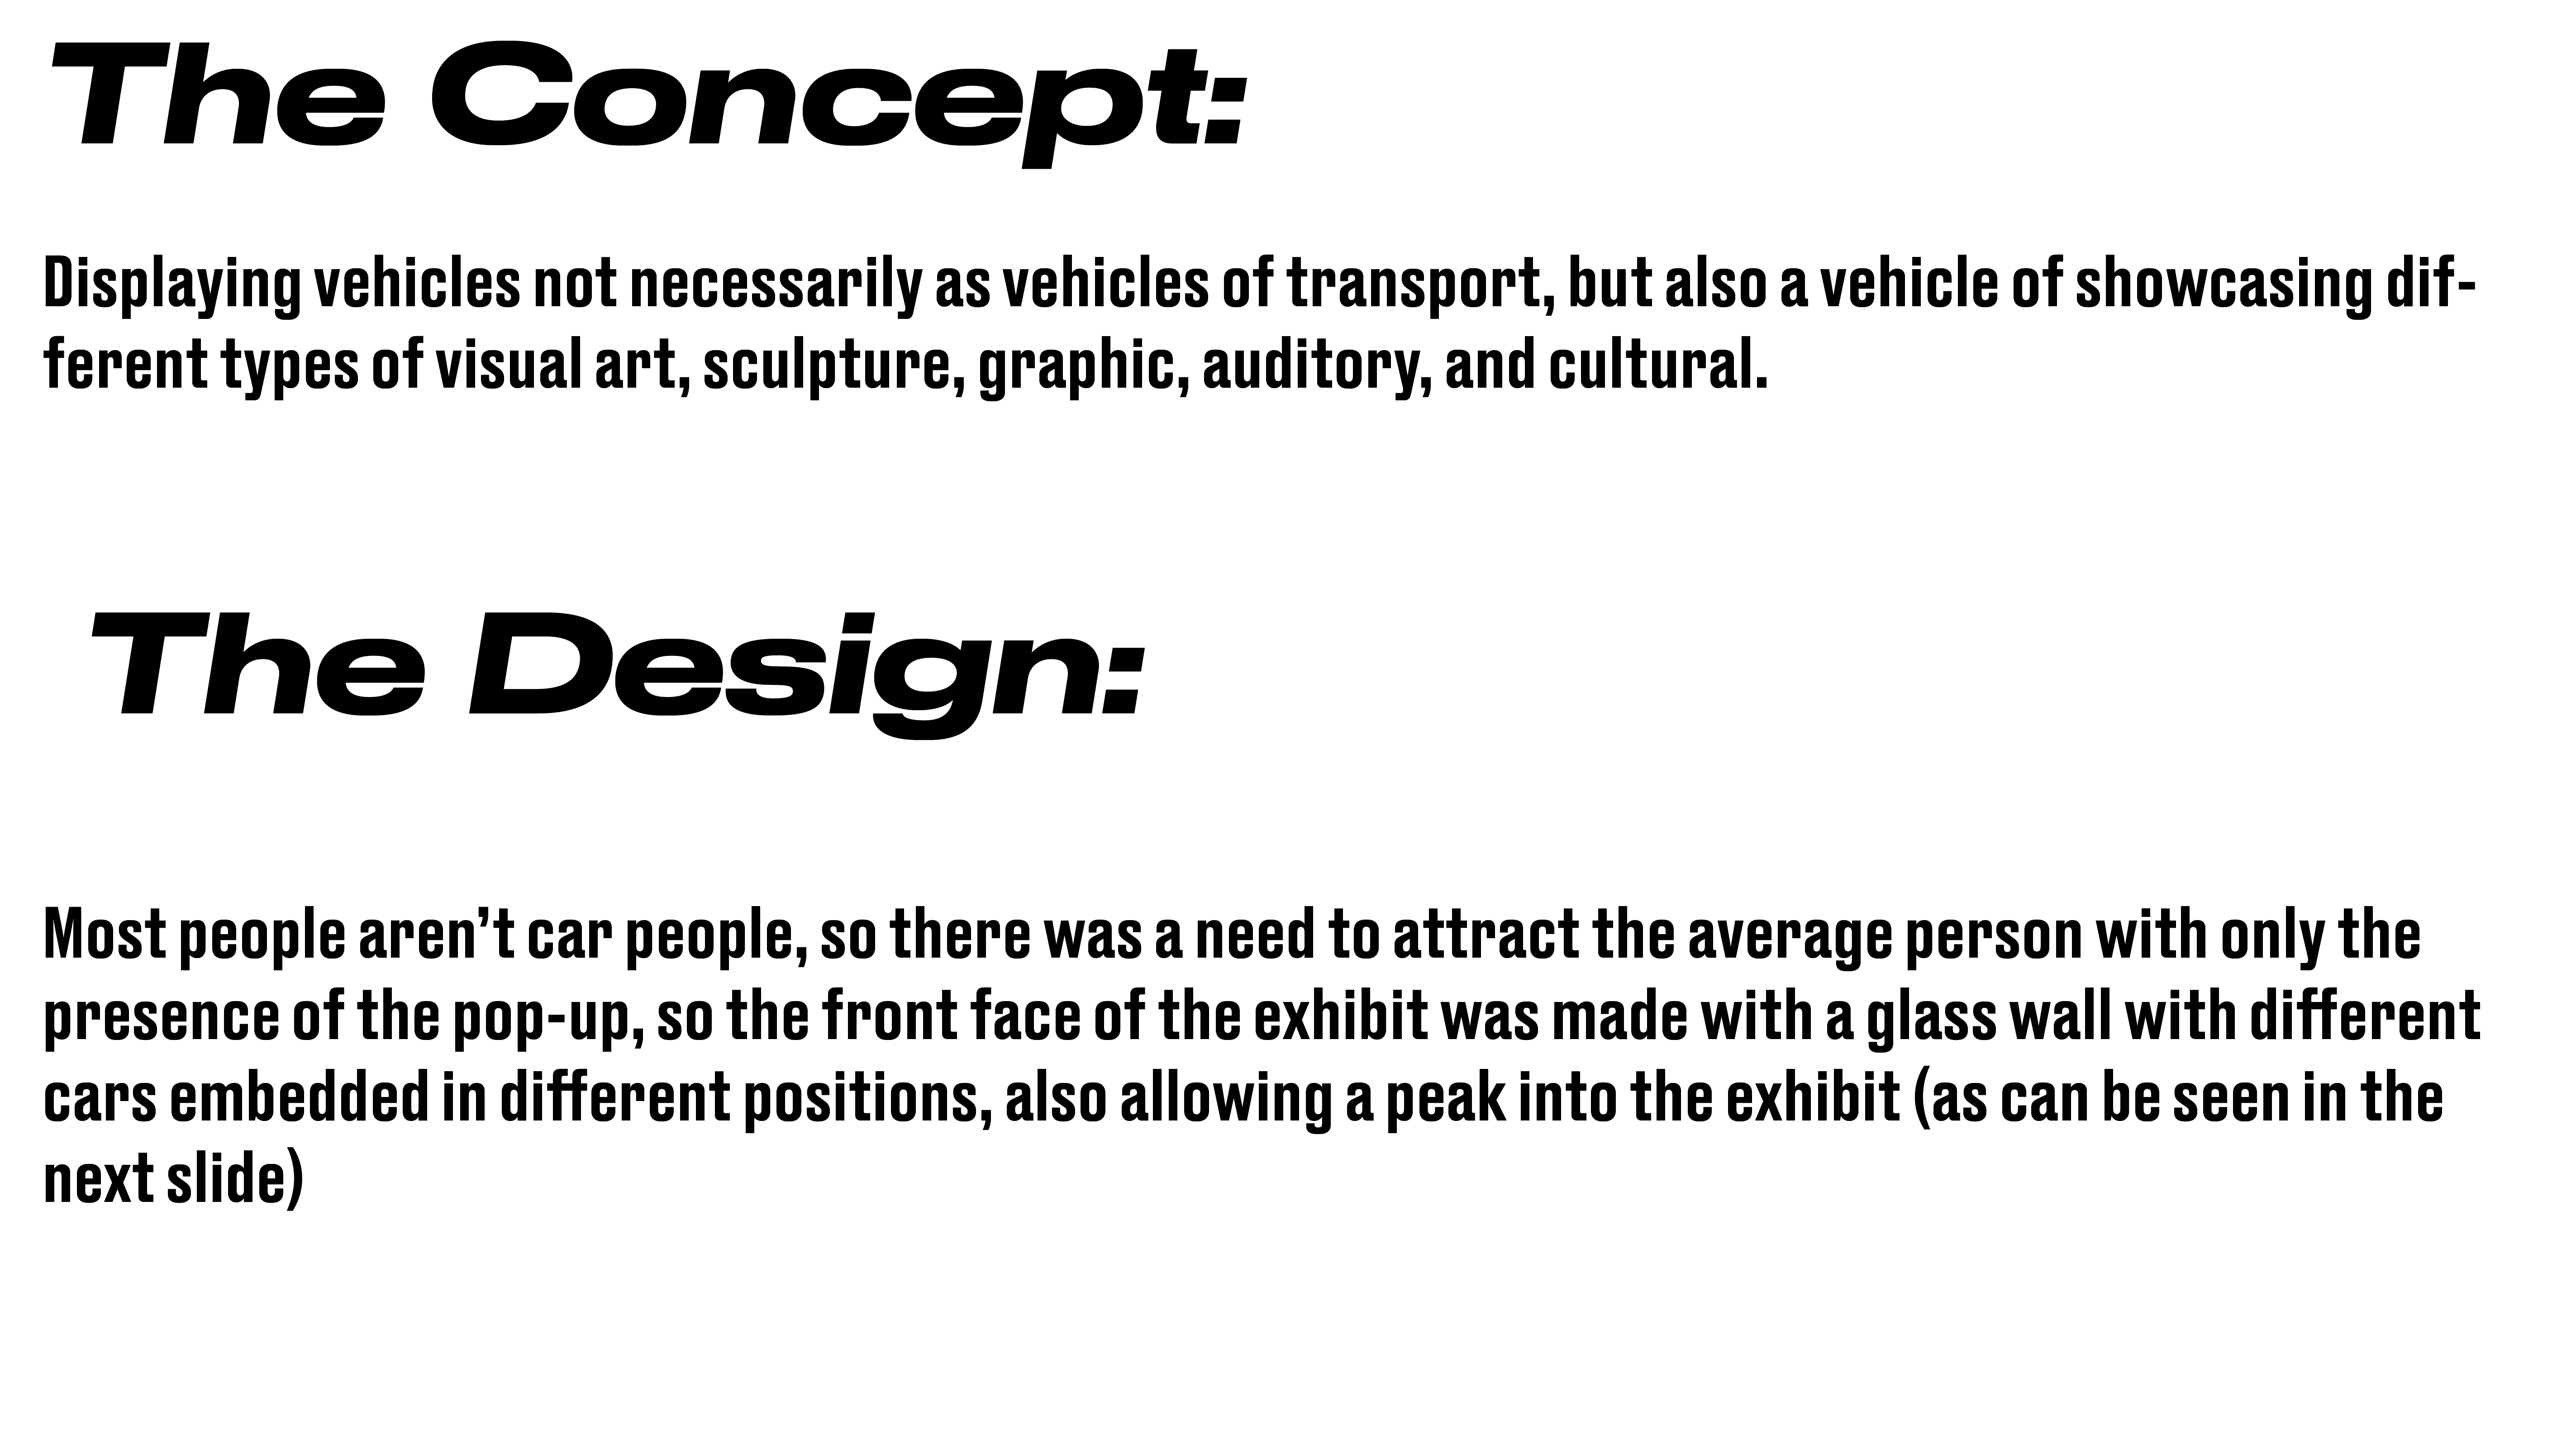 The Concept:
Displaying vehicles not necessarily as vehicles of transport, but also a vehicle of showcasing dif-
ferent types of visual art, sculpture, graphic, auditory, and cultural.
The Design:
Most people aren’t car people, so there was a need to attract the average person with only the
presence of the pop-up, so the front face of the exhibit was made with a glass wall with different
cars embedded in different positions, also allowing a peak into the exhibit (as can be seen in the
next slide)